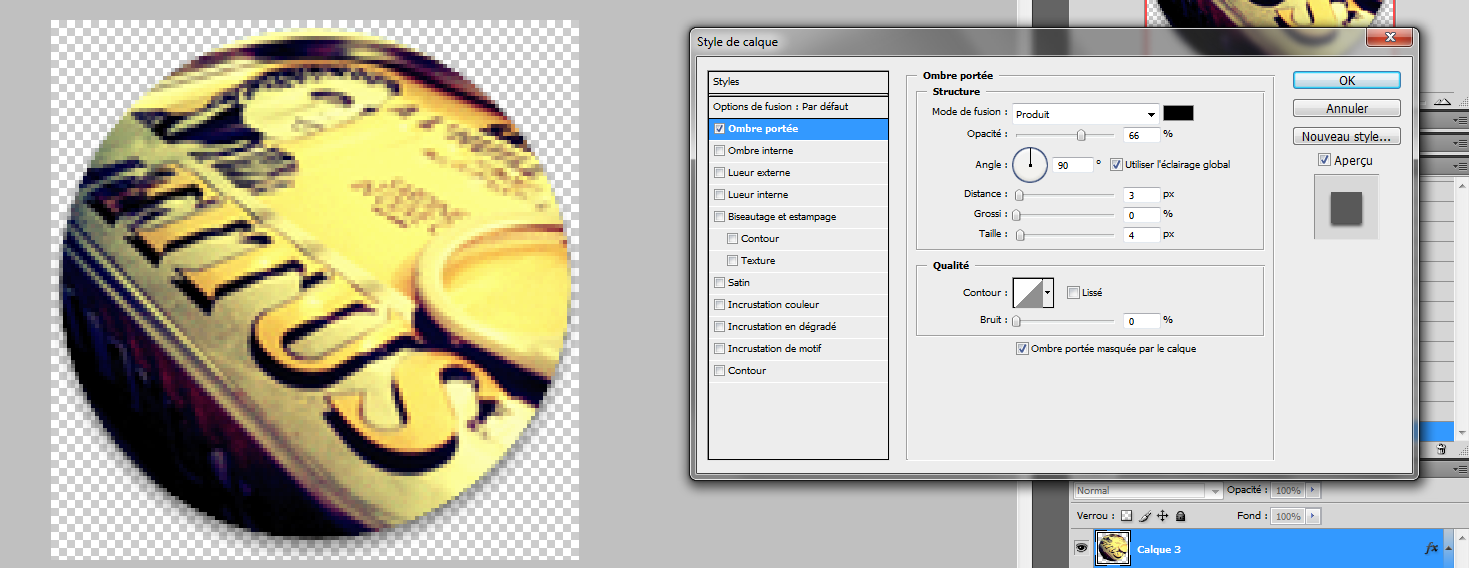 Style de calque
Styles
Options de fusion : Par défaut
Ombre portée
Ombre interne
Lueur externe
Lueur interne
Biseautage et estampage
Contour
Texture
Satin
Incrustation couleur
Incrustation en dégradé
Incrustation de motif
Contour
Ombre portée
Structure
Mode de fusion : Produit
Opacité : 66 %
Angle : 90 ° Utiliser l'éclairage global
Distance : 3 px
Grossi : 0 %
Taille : 4 px
Qualité
Contour : Lissé
Bruit : 0 %
Ombre portée masquée par le calque
OK
Annuler
Nouveau style...
Aperçu
Normal Opacité : 100%
Verrou : Fond : 100%
Calque 3 fx